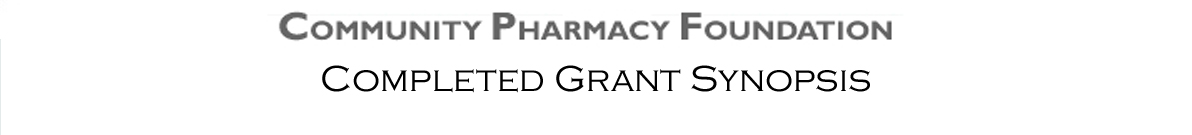 COMMUNITY PHARMACY FOUNDATION
COMPLETED GRANT SYNOPSIS